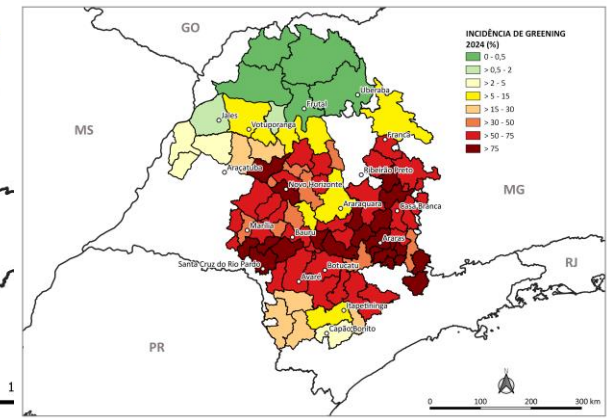 GO
INCIDÊNCIA DE GREENING
2024 (%)
0 - 0,5
> 0,5 - 2
> 2 - 5
> 5 - 15
> 15 - 30
> 30 - 50
> 50 - 75
> 75
Uberaba
Frutal
Jales
Votuporanga
Franca
MS
Araçatuba
Ribeirão Preto
Novo Horizonte
MG
Araraquara
Casa Branca
Marília
Bauru
Araras
Santa Cruz do Rio Pardo
Botucatu
RJ
Avaré
Itapetininga
Capão Bonito
PR
N
1
0 100 200 300 km